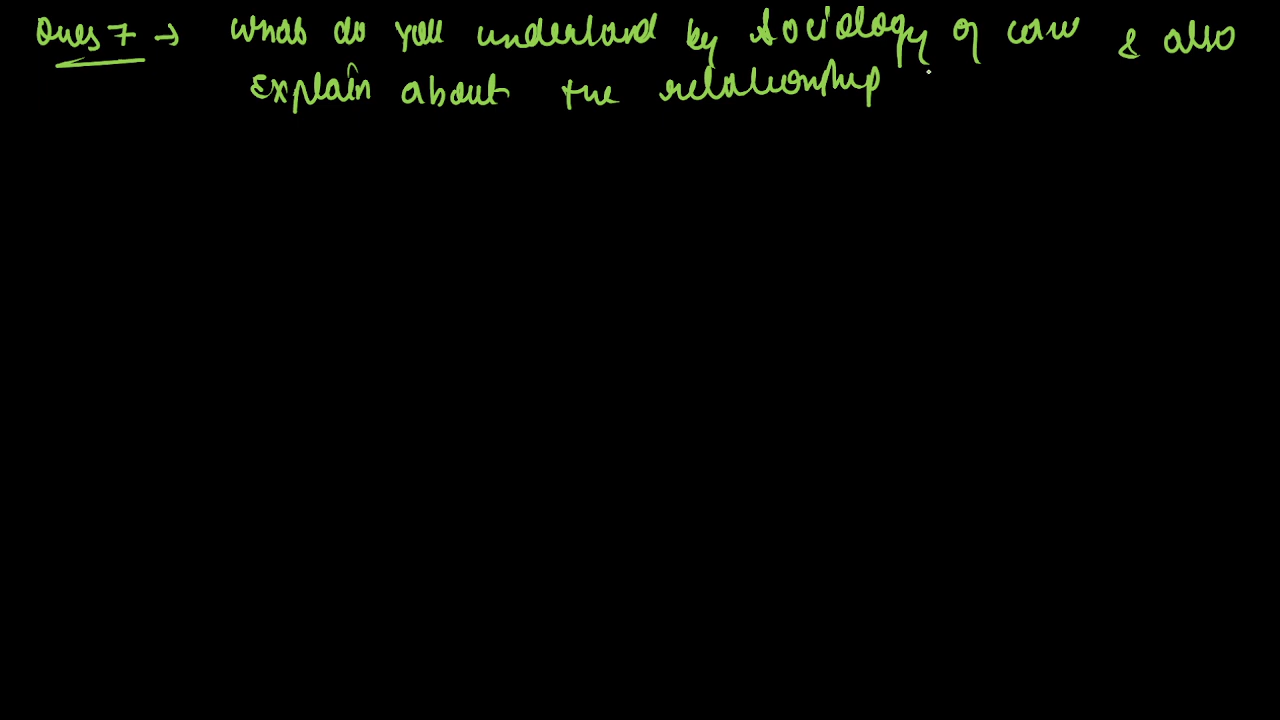 Ques 7 → what do you understand by Sociology of Law & also
Explain about the relationship